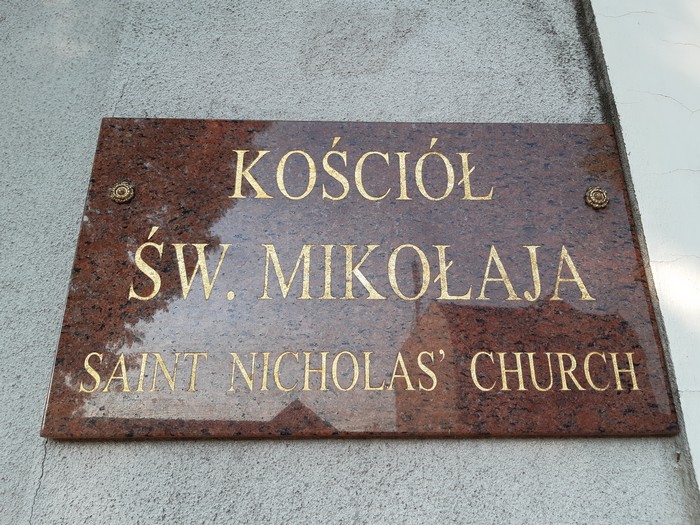 KOŚCIÓŁ
ŚW. MIKOŁAJA
SAINT NICHOLAS' CHURCH